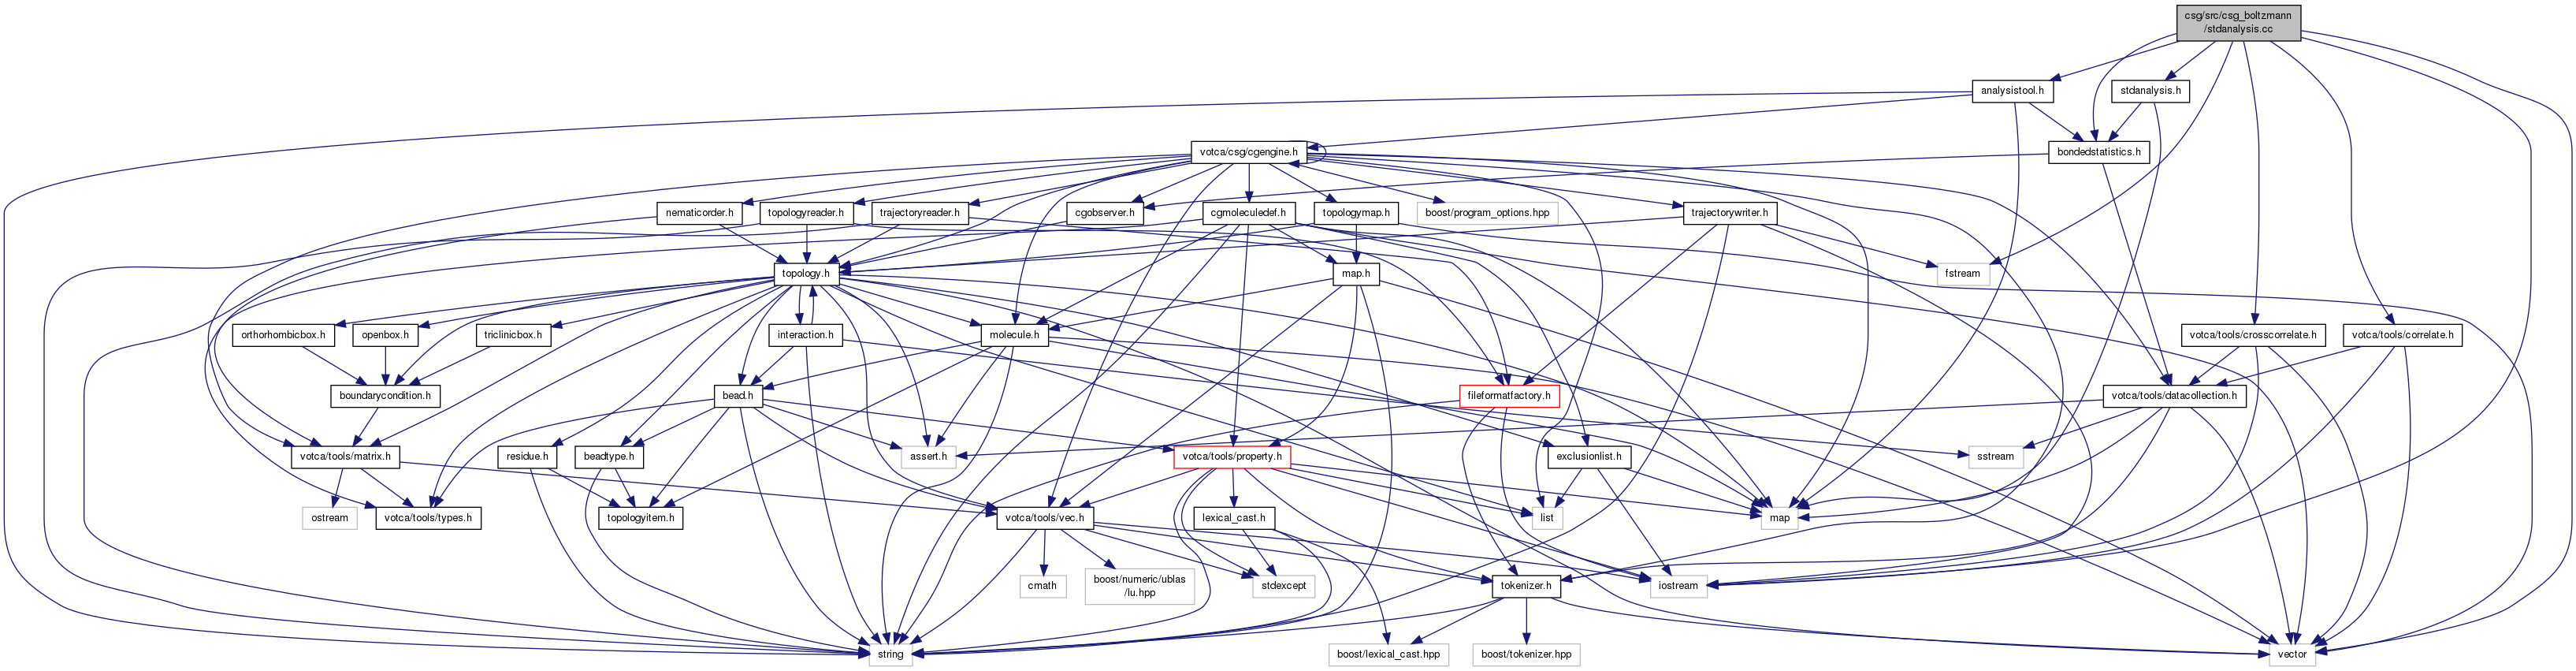 csg/src/csg_boltzmann
/stdanalysis.cc
analysistool.h
stdanalysis.h
votca/csg/cgengine.h
bondedstatistics.h
nematicorder.h
topologyreader.h
trajectoryreader.h
cgobserver.h
cgmoleculedef.h
topologymap.h
boost/program_options.hpp
trajectorywriter.h
topology.h
map.h
fstream
orthorhombicbox.h
openbox.h
triclinicbox.h
interaction.h
molecule.h
votca/tools/crosscorrelate.h
votca/tools/correlate.h
boundarycondition.h
bead.h
fileformatfactory.h
votca/tools/datacollection.h
votca/tools/matrix.h
residue.h
beadtype.h
assert.h
votca/tools/property.h
exclusionlist.h
sstream
ostream
votca/tools/types.h
topologyitem.h
votca/tools/vec.h
lexical_cast.h
list
map
cmath
boost/numeric/ublas
/lu.hpp
stdexcept
tokenizer.h
iostream
string
boost/lexical_cast.hpp
boost/tokenizer.hpp
vector